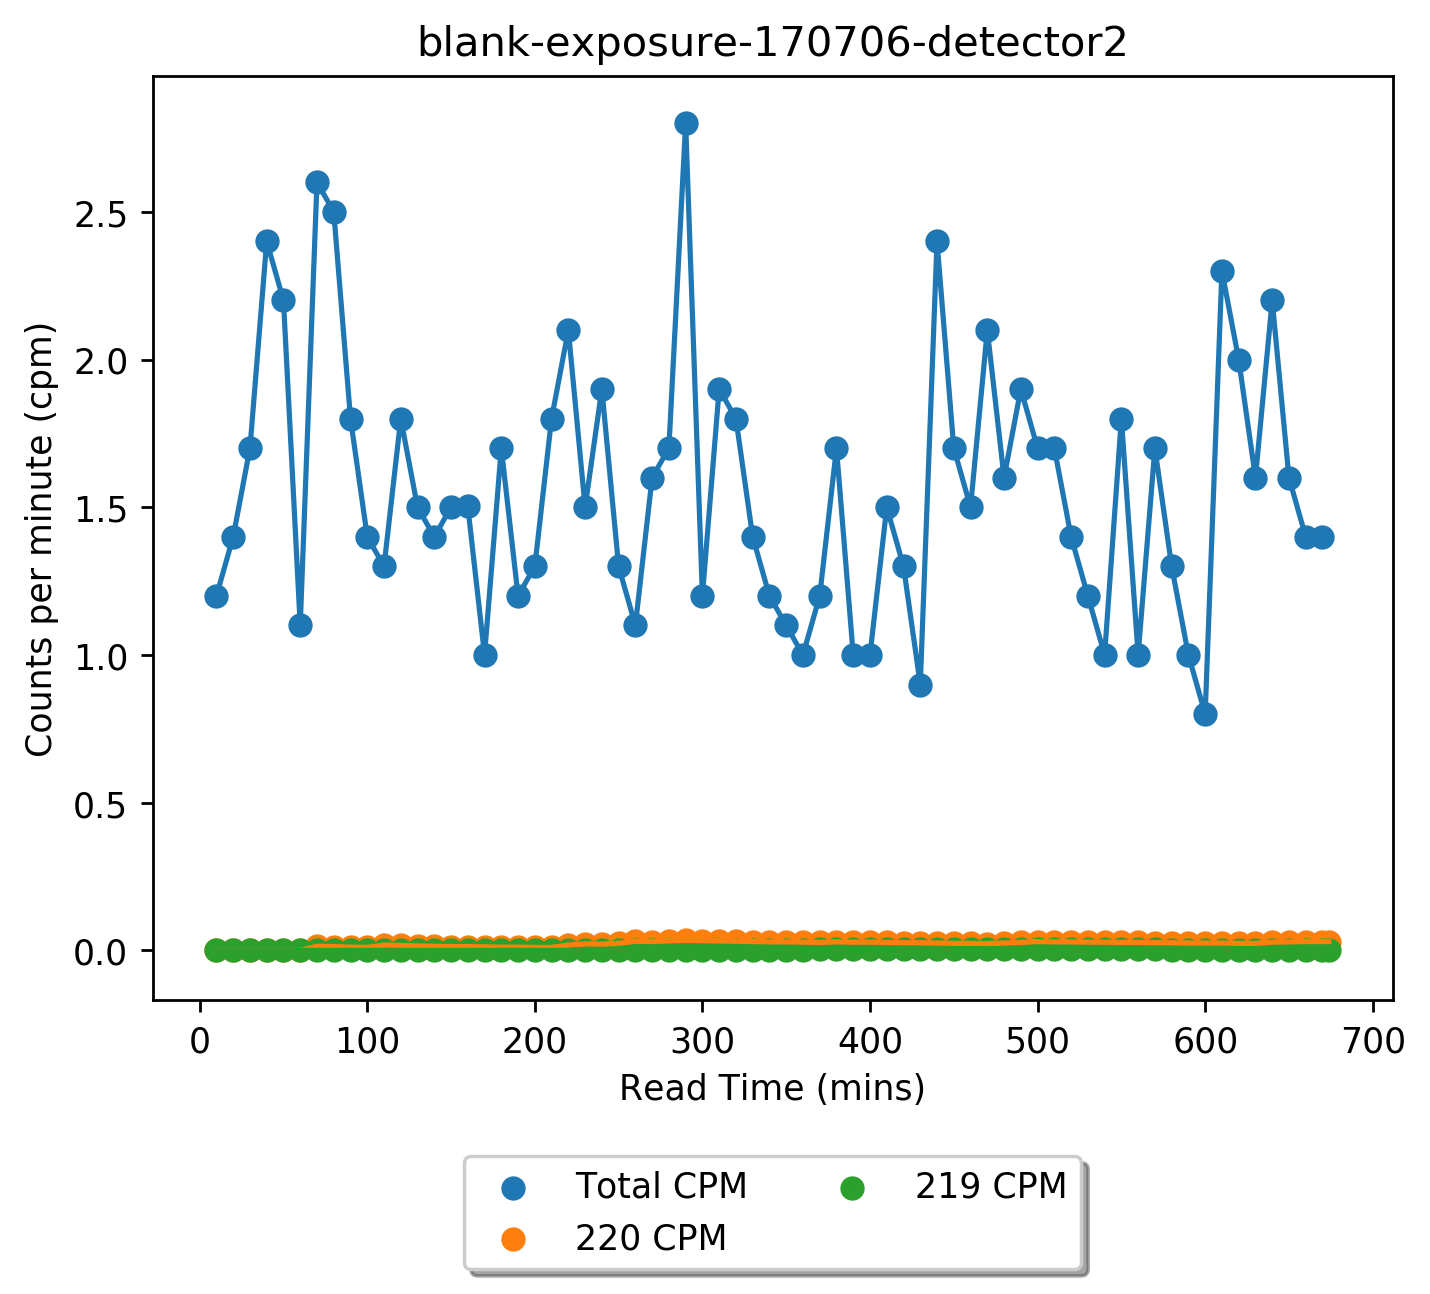 blank-exposure-170706-detector2
Counts per minute (cpm)
2.5
2.0
1.5
1.0
0.5
0.0
0 100 200 300 400 500 600 700
Read Time (mins)
Total CPM 219 CPM
220 CPM